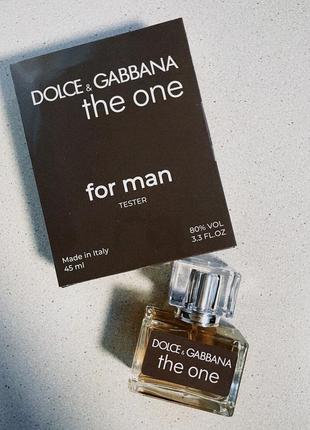 DOLCE & GABBANA
the one
for man
TESTER
Made in Italy
45 ml
80% VOL
3.3 FL.OZ
DOLCE & GABBANA
the one